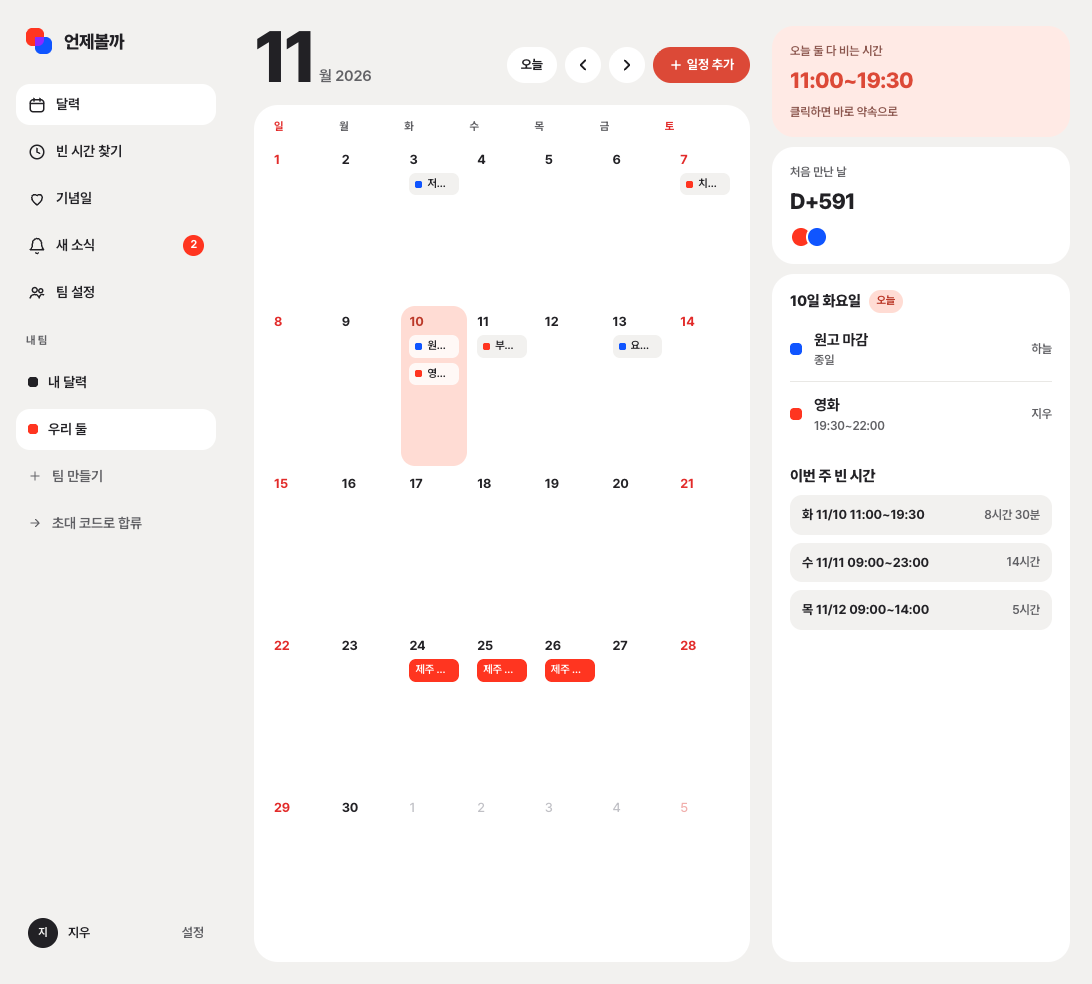 언제볼까
달력
빈 시간 찾기
기념일
새 소식 2
팀 설정
내 팀
내 달력
우리 둘
팀 만들기
초대 코드로 합류
지 지우 설정
11 월 2026
오늘
+ 일정 추가
일 월 화 수 목 금 토
1 2 3 4 5 6 7
저... 치...
8 9 10 11 12 13 14
원... 부... 요...
영...
15 16 17 18 19 20 21
22 23 24 25 26 27 28
제주 ... 제주 ... 제주 ...
29 30 1 2 3 4 5
오늘 둘 다 비는 시간
11:00~19:30
클릭하면 바로 약속으로
처음 만난 날
D+591
10일 화요일 오늘
원고 마감 하늘
종일
영화 지우
19:30~22:00
이번 주 빈 시간
화 11/10 11:00~19:30 8시간 30분
수 11/11 09:00~23:00 14시간
목 11/12 09:00~14:00 5시간